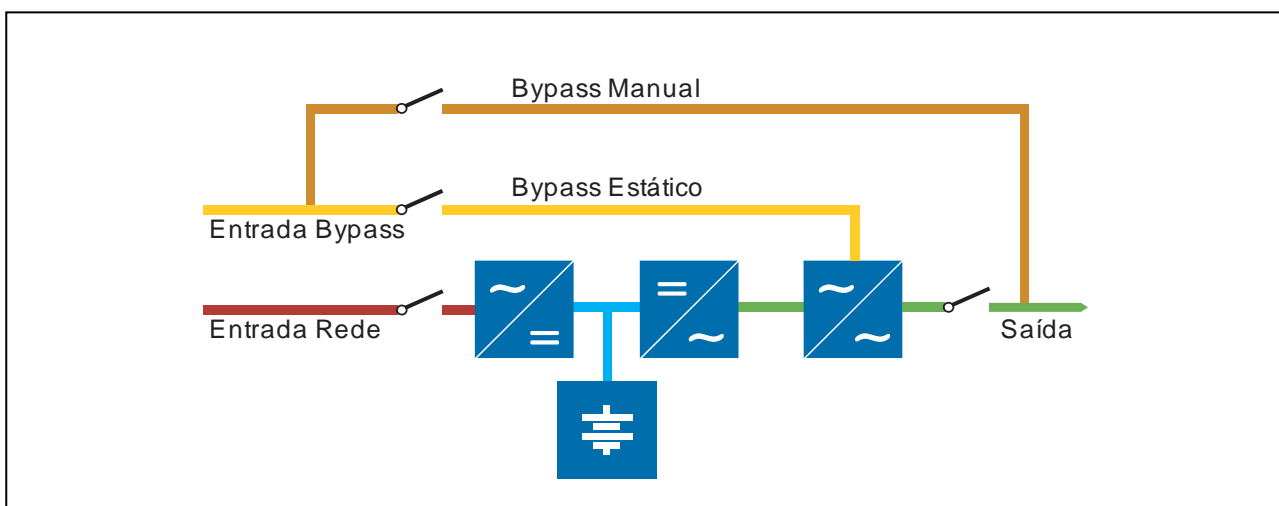 Bypass Manual
Bypass Estático
Entrada Bypass
Entrada Rede
Saída